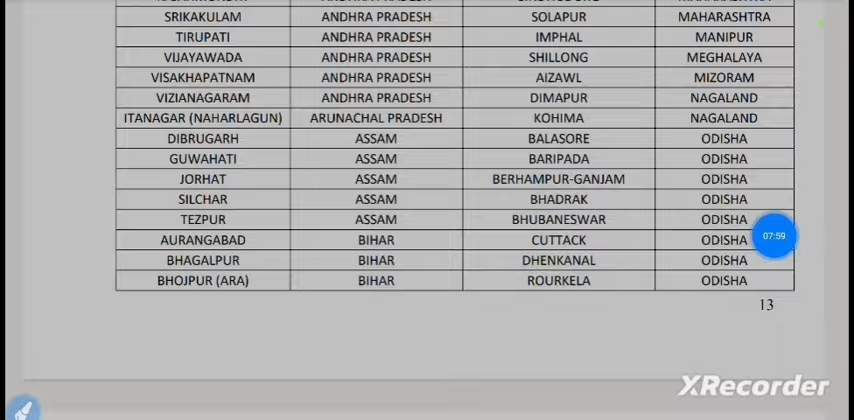 SRIKAKULAM ANDHRA PRADESH SOLAPUR MAHARASHTRA
TIRUPATI ANDHRA PRADESH IMPHAL MANIPUR
VIJAYAWADA ANDHRA PRADESH SHILLONG MEGHALAYA
VISAKHAPATNAM ANDHRA PRADESH AIZAWL MIZORAM
VIZIANAGARAM ANDHRA PRADESH DIMAPUR NAGALAND
ITANAGAR (NAHARLAGUN) ARUNACHAL PRADESH KOHIMA NAGALAND
DIBRUGARH ASSAM BALASORE ODISHA
GUWAHATI ASSAM BARIPADA ODISHA
JORHAT ASSAM BERHAMPUR-GANJAM ODISHA
SILCHAR ASSAM BHADRAK ODISHA
TEZPUR ASSAM BHUBANESWAR ODISHA
AURANGABAD BIHAR CUTTACK ODISHA 07:59
BHAGALPUR BIHAR DHENKANAL ODISHA
BHOJPUR (ARA) BIHAR ROURKELA ODISHA
13
XRecorder